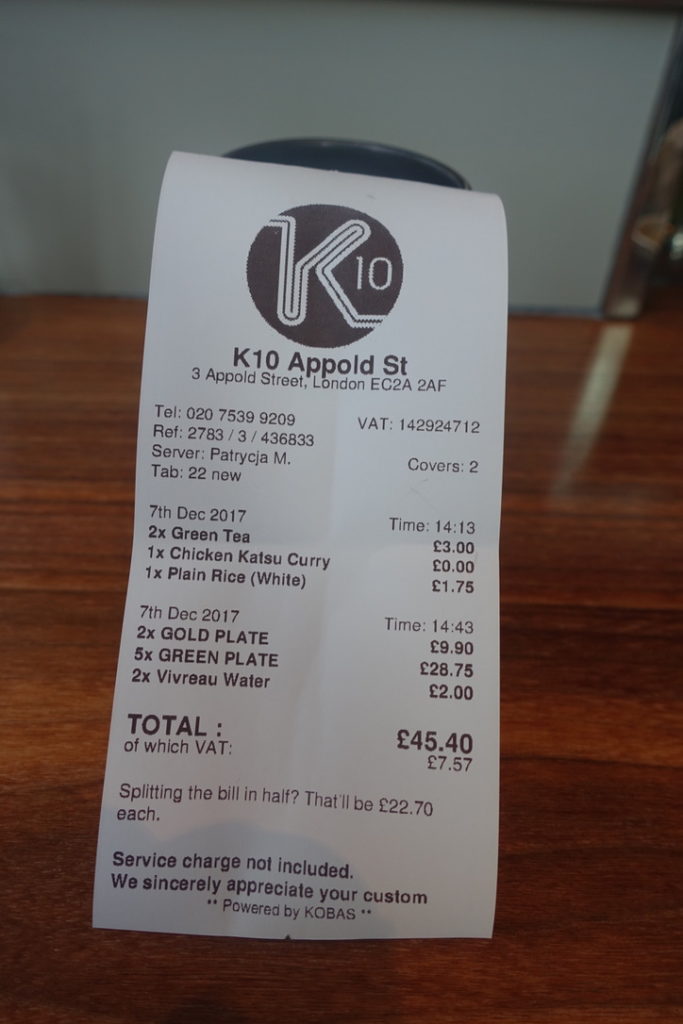 K10
K10 Appold St
3 Appold Street, London EC2A 2AF
Tel: 020 7539 9209 VAT: 142924712
Ref: 2783 / 3 / 436833
Server: Patrycja M. Covers: 2
Tab: 22 new
7th Dec 2017 Time: 14:13
2x Green Tea £3.00
1x Chicken Katsu Curry £0.00
1x Plain Rice (White) £1.75
7th Dec 2017 Time: 14:43
2x GOLD PLATE £9.90
5x GREEN PLATE £28.75
2x Vivreau Water £2.00
TOTAL : £45.40
of which VAT: £7.57
Splitting the bill in half? That'll be £22.70
each.
Service charge not included.
We sincerely appreciate your custom
** Powered by KOBAS **